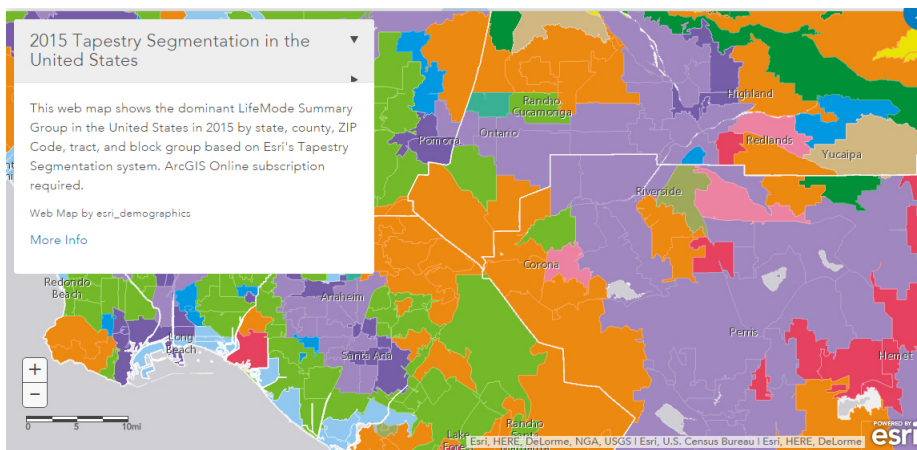 2015 Tapestry Segmentation in the
United States
This web map shows the dominant LifeMode Summary
Group in the United States in 2015 by state, county, ZIP
Code, tract, and block group based on Esri's Tapestry
Segmentation system. ArcGIS Online subscription
required.
Web Map by esri_demographics
More Info
Rancho
Cucamonga
Highland
Pomona
Ontario
Redlands
Yucaipa
Riverside
Corona
Redondo
Beach
Anaheim
Long
Beach
Perris
Santa Ana
Hemet
+
−
0 5 10mi
Rancho
Santa
Lake
Esri, HERE, DeLorme, NGA, USGS | Esri, U.S. Census Bureau | Esri, HERE, DeLorme
POWERED BY
esri